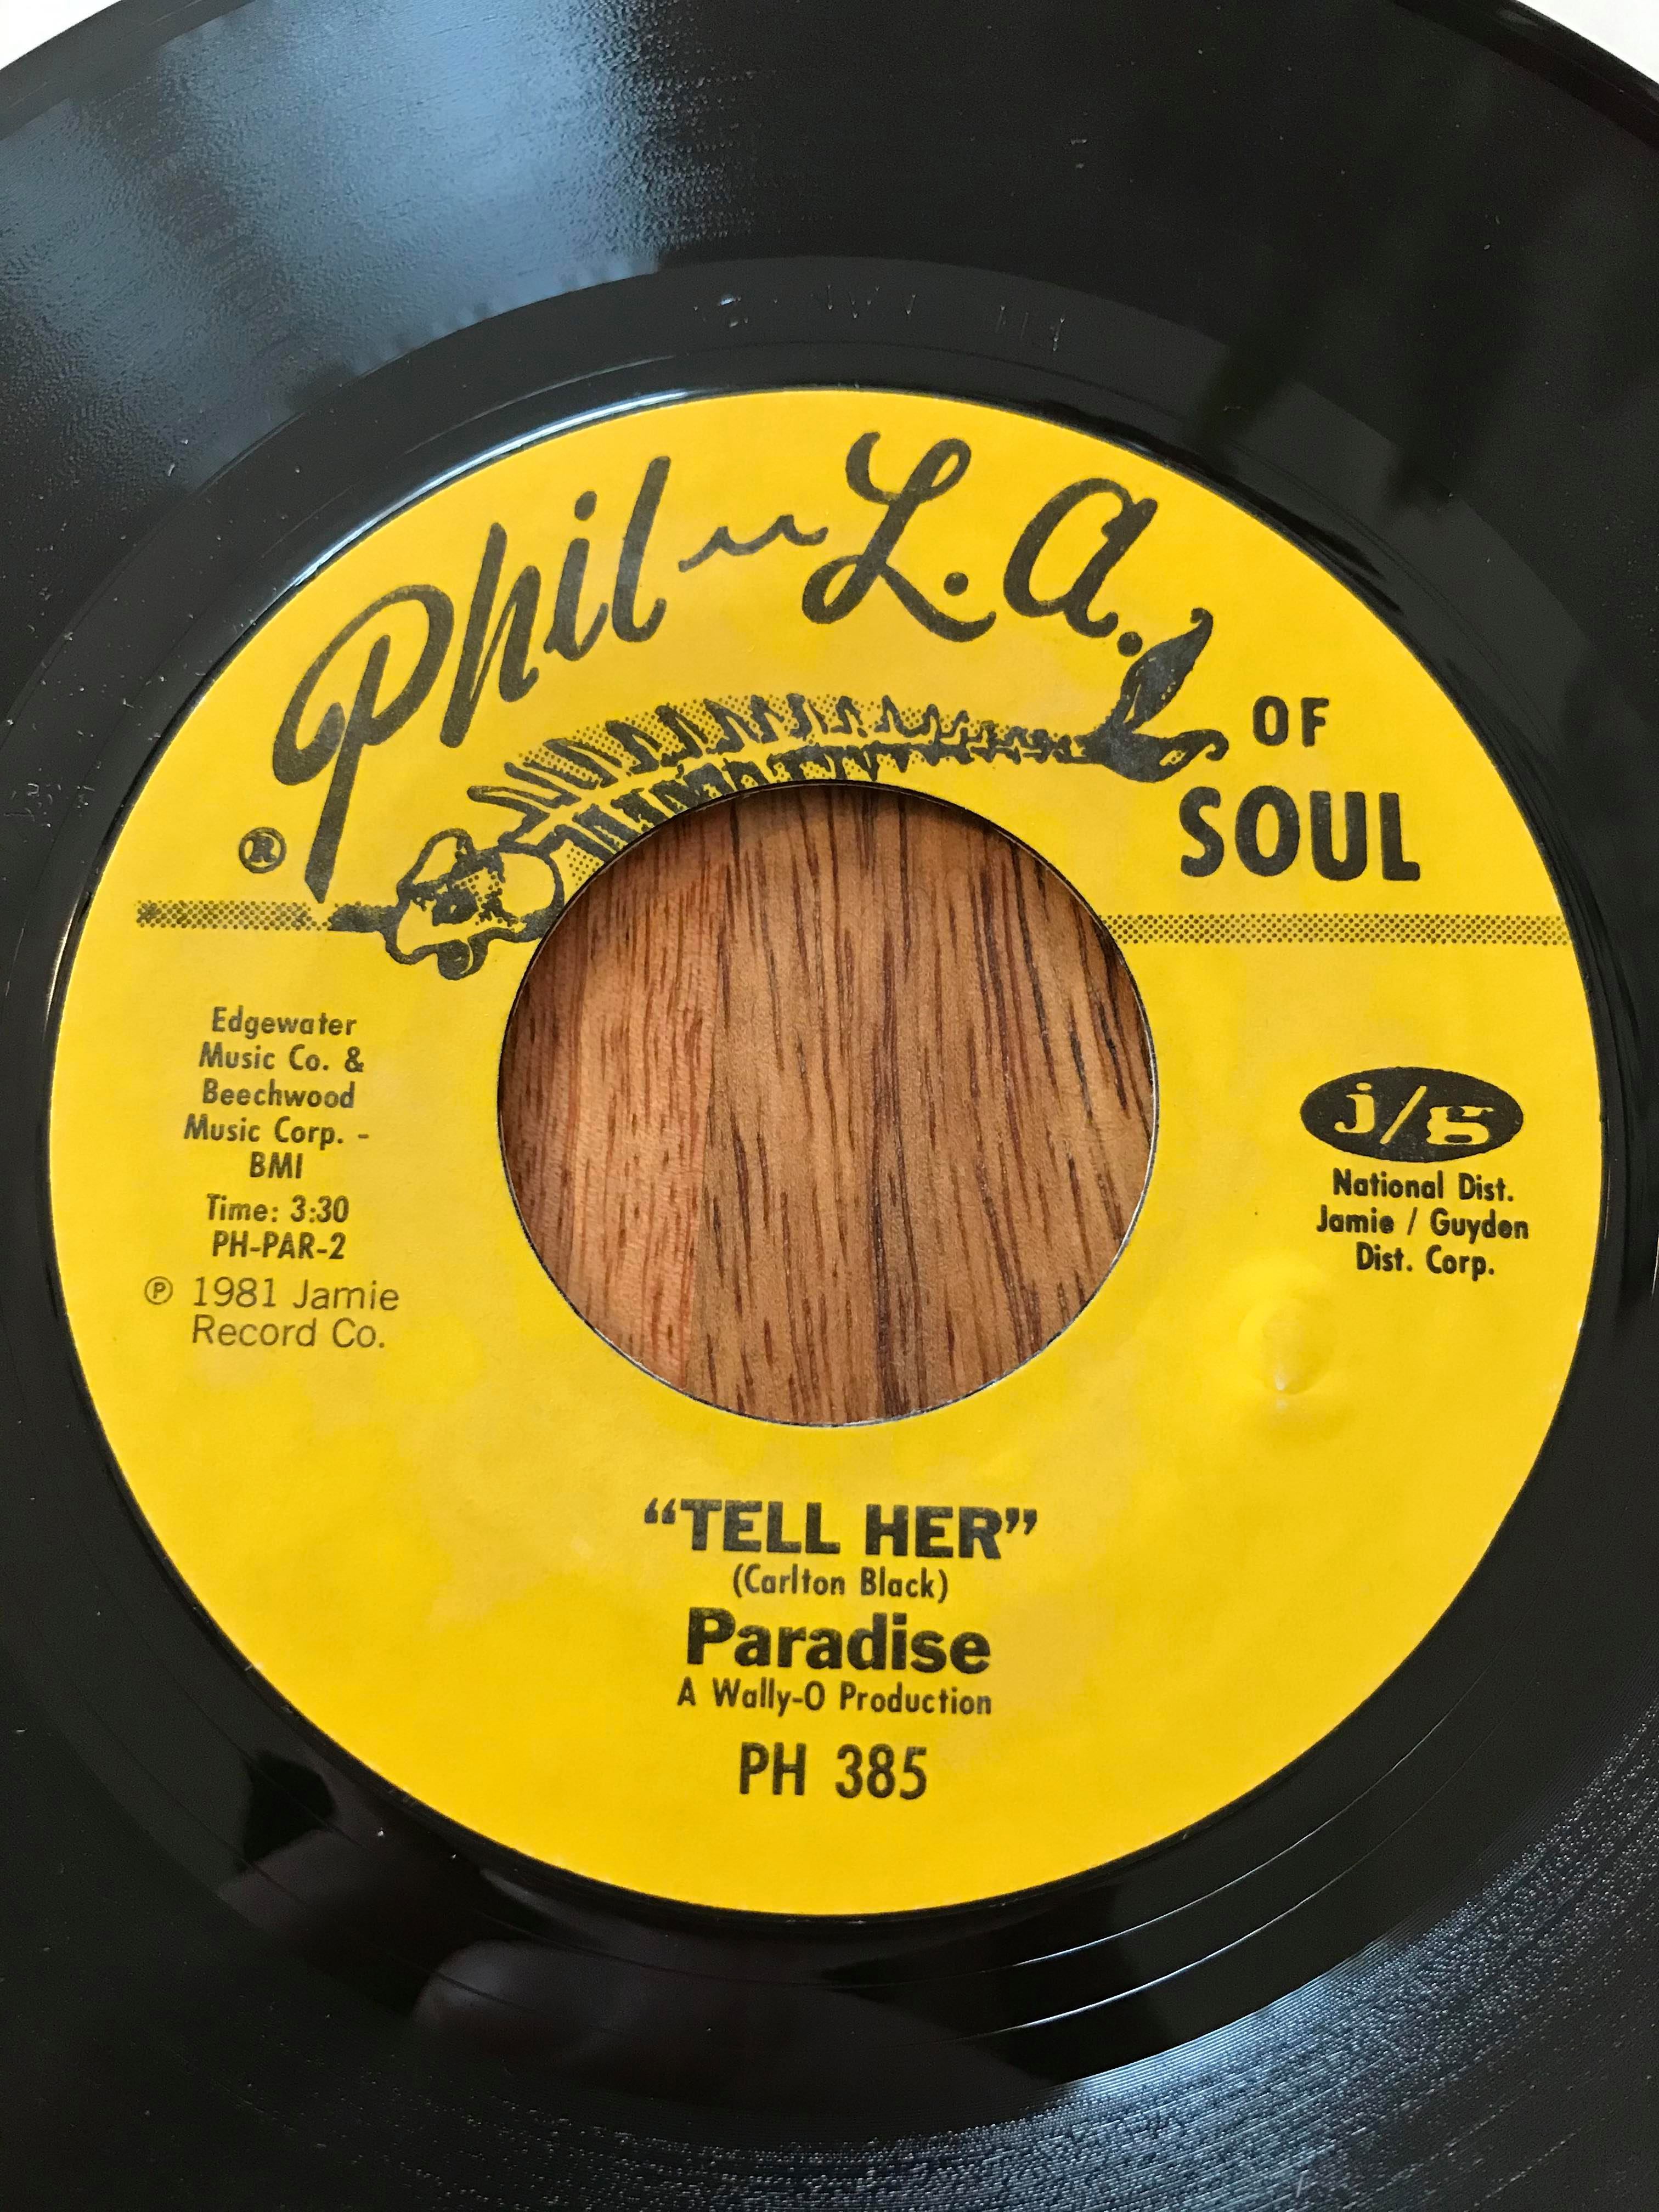 Phil-L.A.
OF
SOUL
®
Edgewater
Music Co. &
Beechwood
Music Corp. -
BMI
Time: 3:30
PH-PAR-2
℗ 1981 Jamie
Record Co.
j/g
National Dist.
Jamie / Guyden
Dist. Corp.
“TELL HER”
(Carlton Black)
Paradise
A Wally-O Production
PH 385